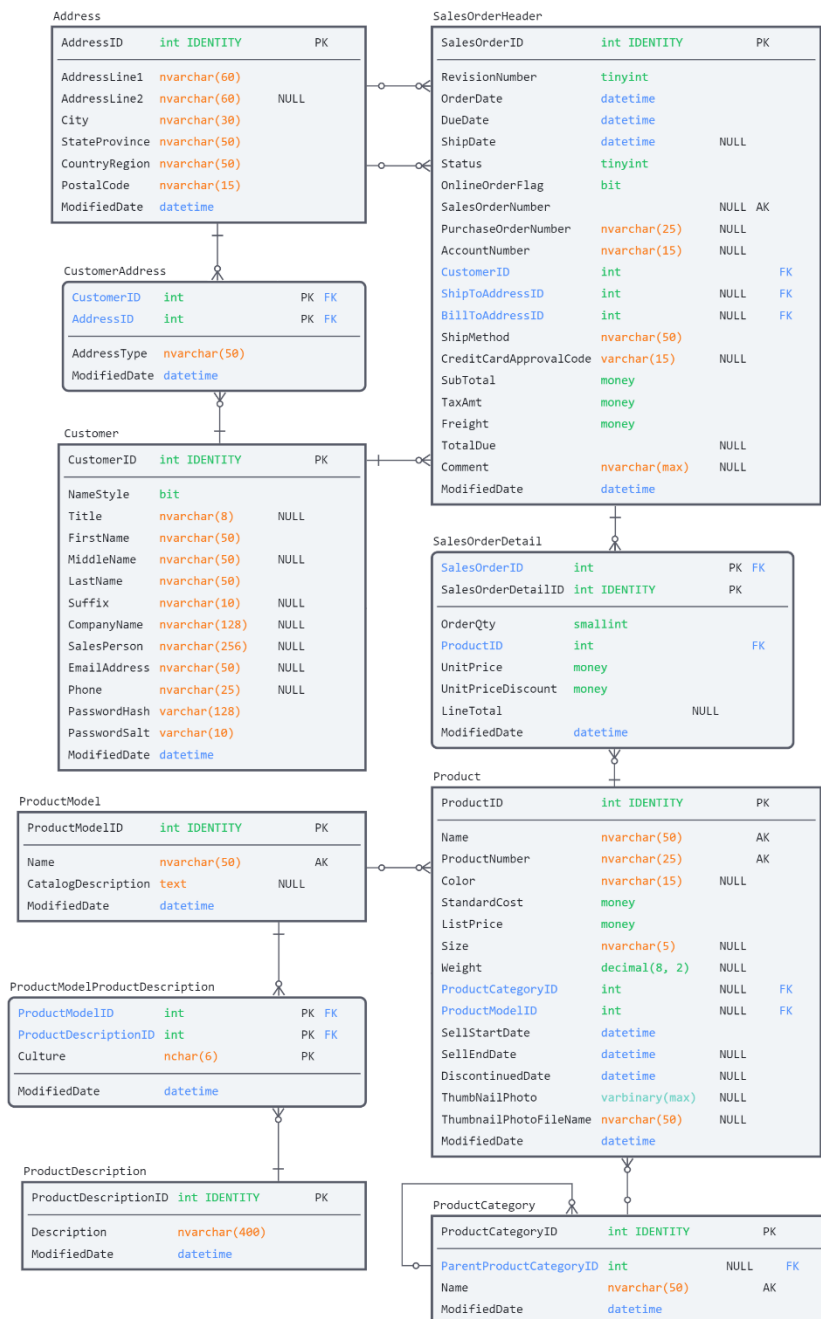 Address
AddressID int IDENTITY PK
AddressLine1 nvarchar(60)
AddressLine2 nvarchar(60) NULL
City nvarchar(30)
StateProvince nvarchar(50)
CountryRegion nvarchar(50)
PostalCode nvarchar(15)
ModifiedDate datetime
SalesOrderHeader
SalesOrderID int IDENTITY PK
RevisionNumber tinyint
OrderDate datetime
DueDate datetime
ShipDate datetime NULL
Status tinyint
OnlineOrderFlag bit
SalesOrderNumber NULL AK
PurchaseOrderNumber nvarchar(25) NULL
AccountNumber nvarchar(15) NULL
CustomerID int FK
ShipToAddressID int NULL FK
BillToAddressID int NULL FK
ShipMethod nvarchar(50)
CreditCardApprovalCode varchar(15) NULL
SubTotal money
TaxAmt money
Freight money
TotalDue NULL
Comment nvarchar(max) NULL
ModifiedDate datetime
CustomerAddress
CustomerID int PK FK
AddressID int PK FK
AddressType nvarchar(50)
ModifiedDate datetime
Customer
CustomerID int IDENTITY PK
NameStyle bit
Title nvarchar(8) NULL
FirstName nvarchar(50)
MiddleName nvarchar(50) NULL
LastName nvarchar(50)
Suffix nvarchar(10) NULL
CompanyName nvarchar(128) NULL
SalesPerson nvarchar(256) NULL
EmailAddress nvarchar(50) NULL
Phone nvarchar(25) NULL
PasswordHash varchar(128)
PasswordSalt varchar(10)
ModifiedDate datetime
SalesOrderDetail
SalesOrderID int PK FK
SalesOrderDetailID int IDENTITY PK
OrderQty smallint
ProductID int FK
UnitPrice money
UnitPriceDiscount money
LineTotal NULL
ModifiedDate datetime
ProductModel
ProductModelID int IDENTITY PK
Name nvarchar(50) AK
CatalogDescription text NULL
ModifiedDate datetime
Product
ProductID int IDENTITY PK
Name nvarchar(50) AK
ProductNumber nvarchar(25) AK
Color nvarchar(15) NULL
StandardCost money
ListPrice money
Size nvarchar(5) NULL
Weight decimal(8, 2) NULL
ProductCategoryID int NULL FK
ProductModelID int NULL FK
SellStartDate datetime
SellEndDate datetime NULL
DiscontinuedDate datetime NULL
ThumbNailPhoto varbinary(max) NULL
ThumbnailPhotoFileName nvarchar(50) NULL
ModifiedDate datetime
ProductModelProductDescription
ProductModelID int PK FK
ProductDescriptionID int PK FK
Culture nchar(6) PK
ModifiedDate datetime
ProductDescription
ProductDescriptionID int IDENTITY PK
Description nvarchar(400)
ModifiedDate datetime
ProductCategory
ProductCategoryID int IDENTITY PK
ParentProductCategoryID int NULL FK
Name nvarchar(50) AK
ModifiedDate datetime